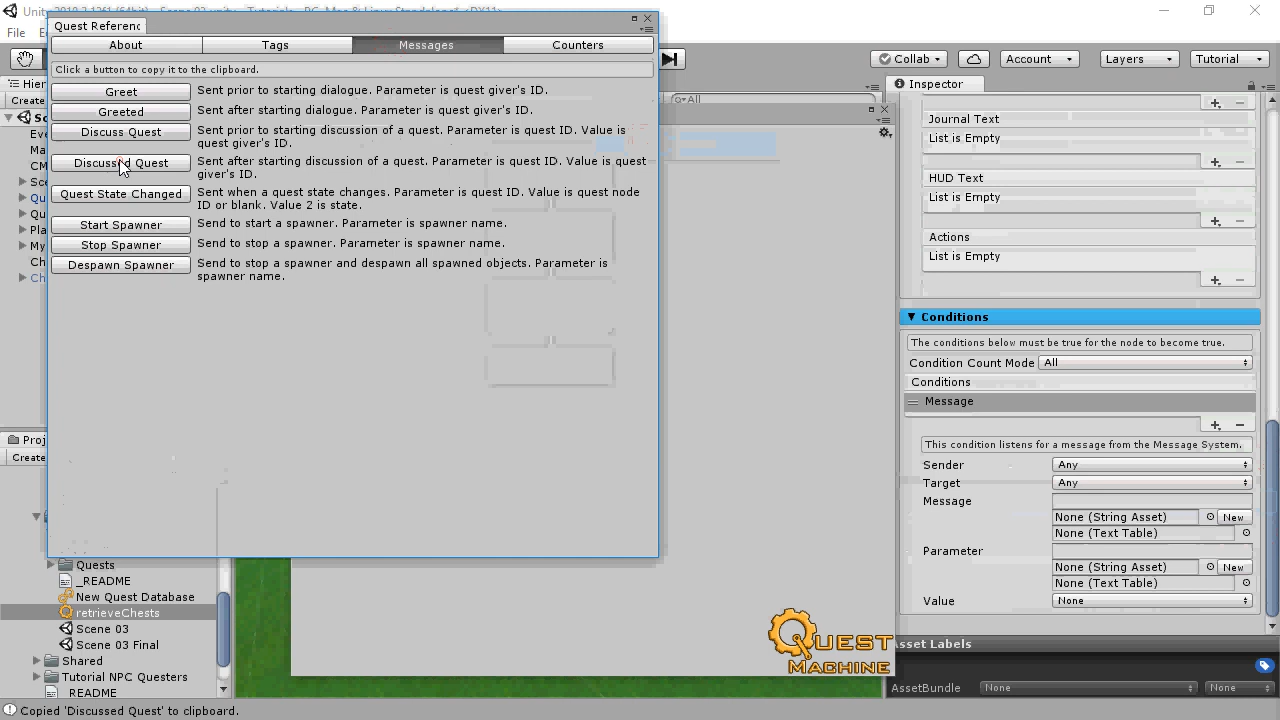 Quest Referenc
About
Tags
Messages
Counters
Click a button to copy it to the clipboard.
Greet
Sent prior to starting dialogue. Parameter is quest giver's ID.
Greeted
Sent after starting dialogue. Parameter is quest giver's ID.
Discuss Quest
Sent prior to starting discussion of a quest. Parameter is quest ID. Value is
quest giver's ID.
Discussed Quest
Sent after starting discussion of a quest. Parameter is quest ID. Value is quest
giver's ID.
Quest State Changed
Sent when a quest state changes. Parameter is quest ID. Value is quest node
ID or blank. Value 2 is state.
Start Spawner
Send to start a spawner. Parameter is spawner name.
Stop Spawner
Send to stop a spawner. Parameter is spawner name.
Despawn Spawner
Send to stop a spawner and despawn all spawned objects. Parameter is
spawner name.
File
Collab
Account
Layers
Tutorial
All
Create
Create
Quests
_README
New Quest Database
retrieveChests
Scene 03
Scene 03 Final
Shared
Tutorial NPC Quester
_README
QUEST
MACHINE
Inspector
Journal Text
List is Empty
HUD Text
List is Empty
Actions
List is Empty
Conditions
The conditions below must be true for the node to become true.
Condition Count Mode
All
Conditions
Message
This condition listens for a message from the Message System.
Sender
Any
Target
Any
Message
None (String Asset)
New
None (Text Table)
Parameter
None (String Asset)
New
None (Text Table)
Value
None
Asset Labels
AssetBundle
None
None
Copied 'Discussed Quest' to clipboard.